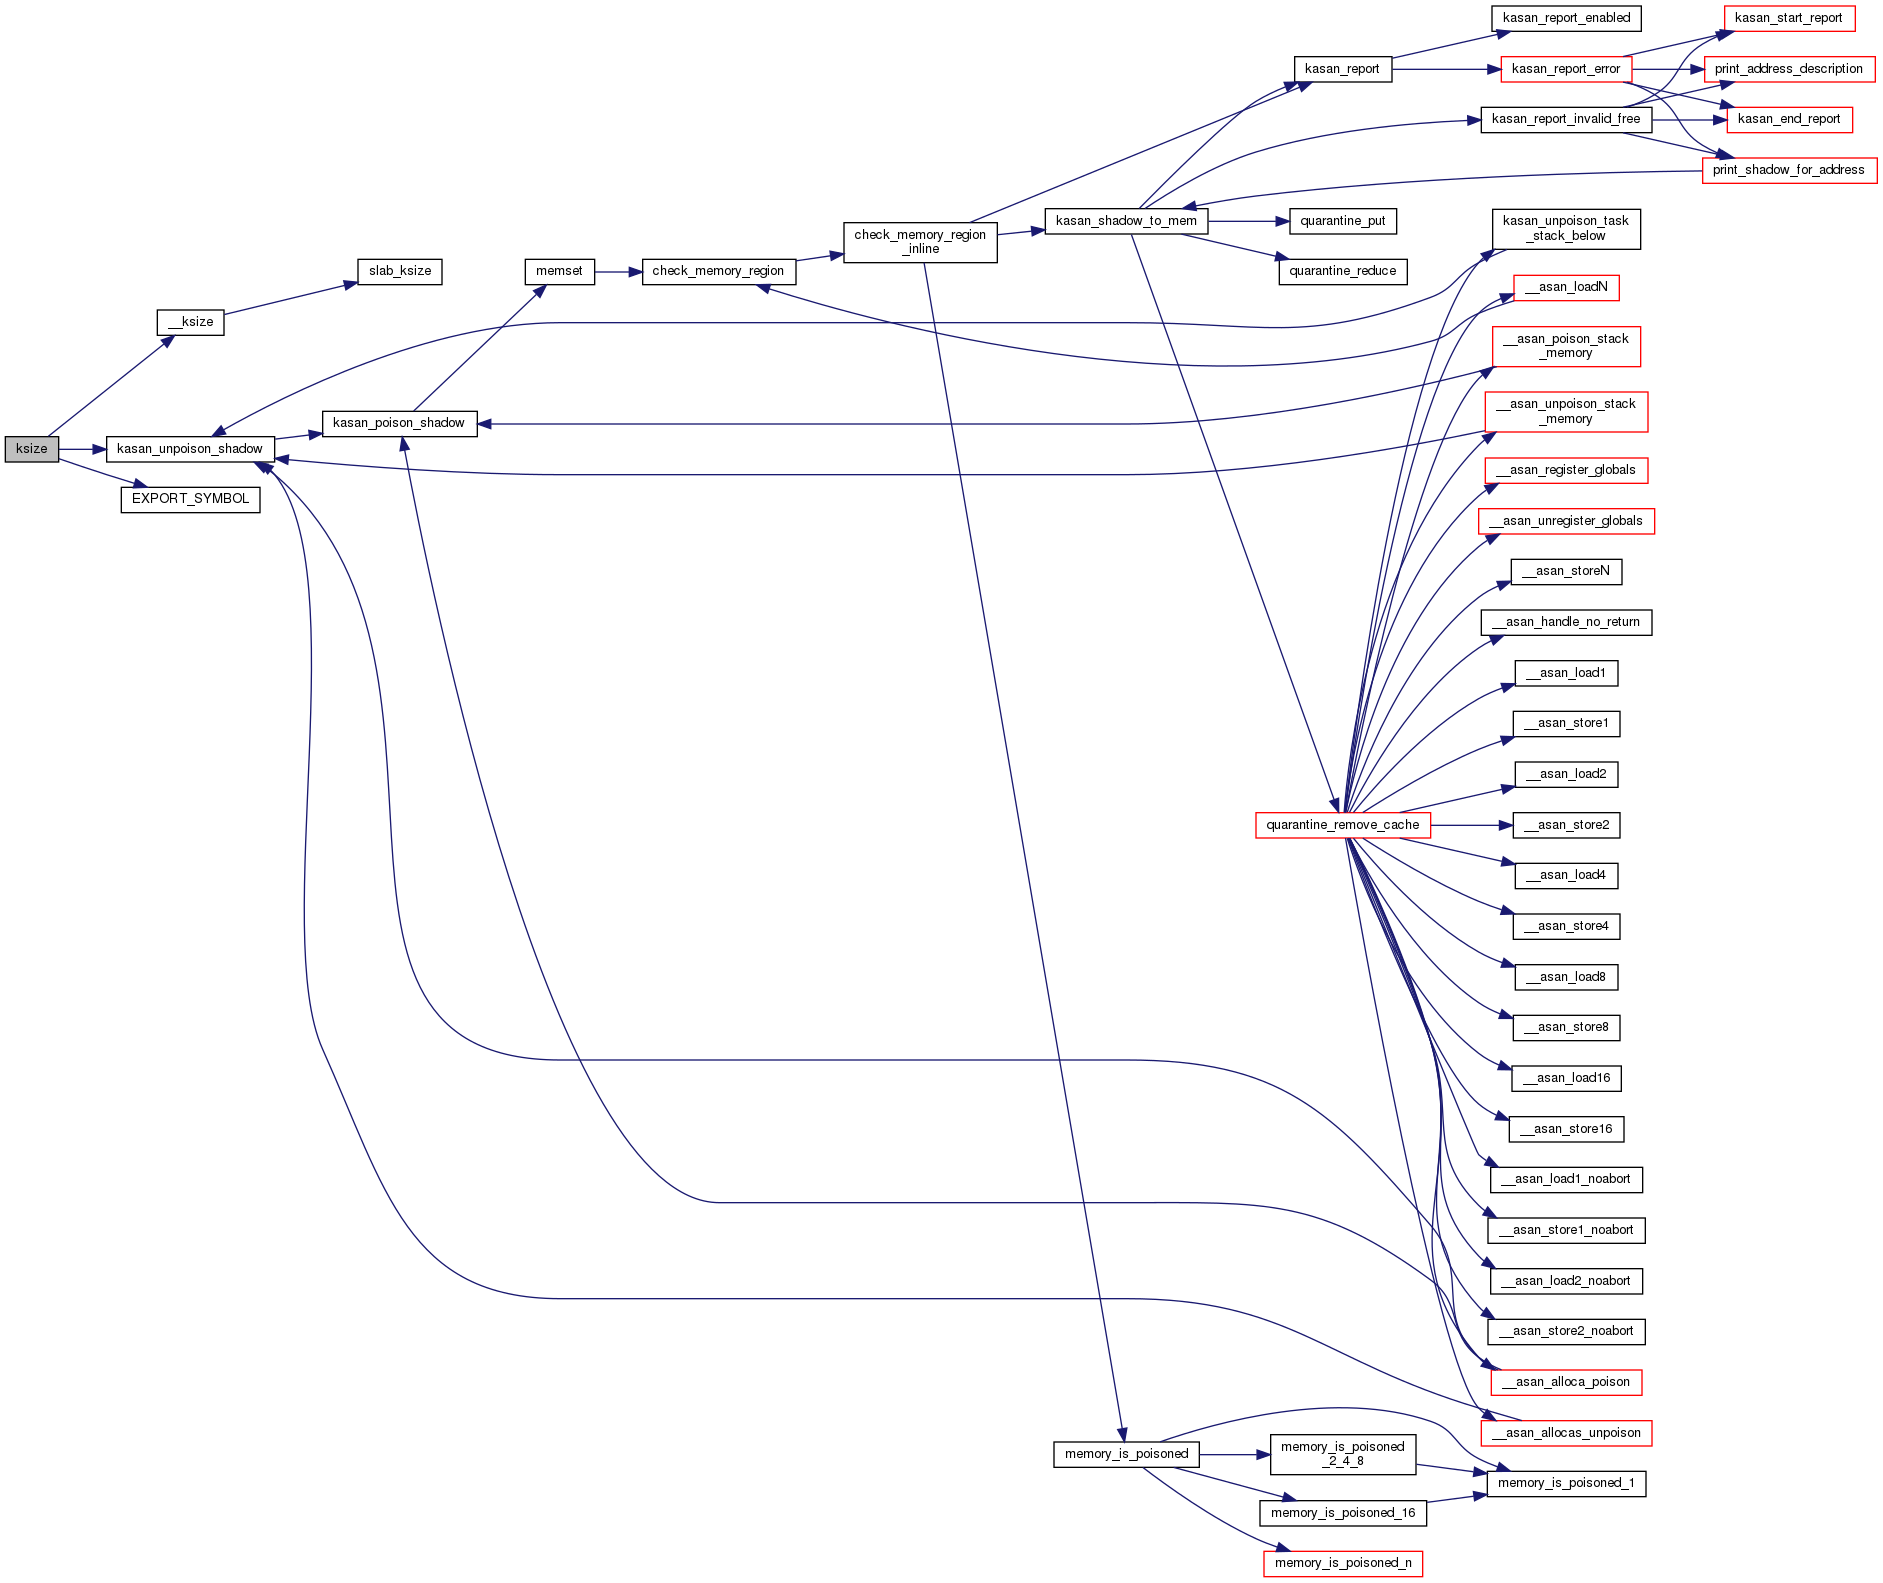 kasan_report_enabled
kasan_start_report
kasan_report
kasan_report_error
print_address_description
kasan_report_invalid_free
kasan_end_report
print_shadow_for_address
kasan_shadow_to_mem
quarantine_put
kasan_unpoison_task
_stack_below
check_memory_region
_inline
slab_ksize
memset
check_memory_region
quarantine_reduce
__asan_loadN
__ksize
__asan_poison_stack
_memory
__asan_unpoison_stack
_memory
kasan_poison_shadow
ksize
kasan_unpoison_shadow
__asan_register_globals
EXPORT_SYMBOL
__asan_unregister_globals
__asan_storeN
__asan_handle_no_return
__asan_load1
__asan_store1
__asan_load2
quarantine_remove_cache
__asan_store2
__asan_load4
__asan_store4
__asan_load8
__asan_store8
__asan_load16
__asan_store16
__asan_load1_noabort
__asan_store1_noabort
__asan_load2_noabort
__asan_store2_noabort
__asan_alloca_poison
__asan_allocas_unpoison
memory_is_poisoned
memory_is_poisoned
_2_4_8
memory_is_poisoned_1
memory_is_poisoned_16
memory_is_poisoned_n